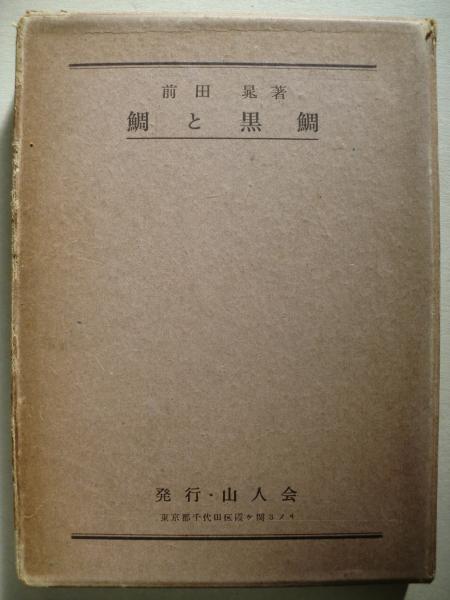 前田晁著
鯛と黒鯛
発行・山人会
東京都千代田区霞ヶ関3ノ4